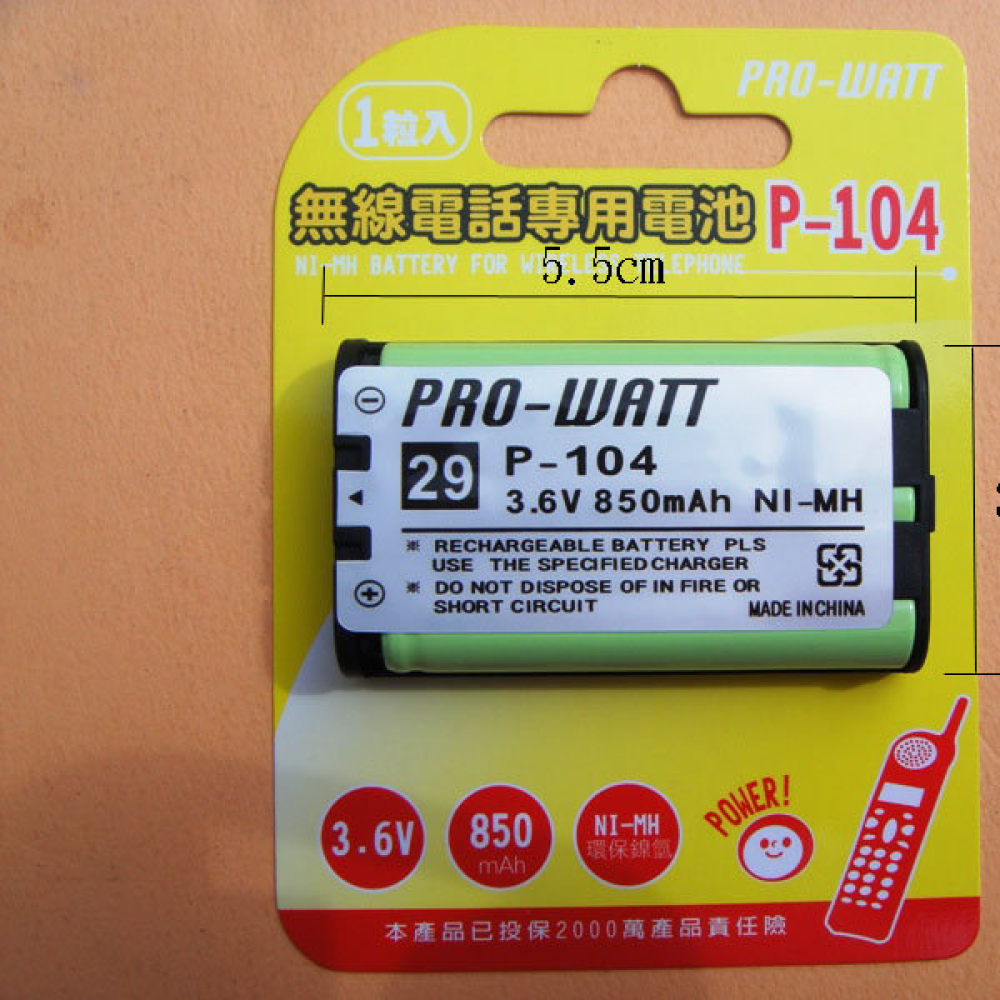 PRO-WATT
1粒入
無線電話專用電池 P-104
NI-MH BATTERY FOR WIRELESS TELEPHONE
5.5cm
PRO-WATT
29 P-104
3.6V 850mAh NI-MH
※ RECHARGEABLE BATTERY PLS
USE THE SPECIFIED CHARGER
※ DO NOT DISPOSE OF IN FIRE OR
SHORT CIRCUIT
MADE IN CHINA
POWER!
3.6V
850
mAh
NI-MH
環保鎳氫
本產品已投保2000萬產品責任險